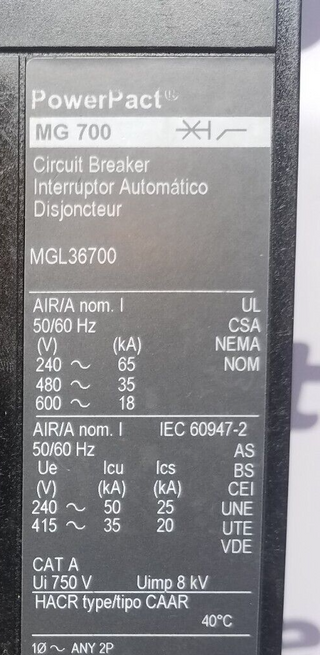 PowerPact
MG 700
Circuit Breaker
Interruptor Automático
Disjoncteur
MGL36700
AIR/A nom. I UL
50/60 Hz CSA
(V) (kA) NEMA
240 ~ 65 NOM
480 ~ 35
600 ~ 18
AIR/A nom. I IEC 60947-2
50/60 Hz AS
Ue Icu Ics BS
(V) (kA) (kA) CEI
240 ~ 50 25 UNE
415 ~ 35 20 UTE
VDE
CAT A
Ui 750 V Uimp 8 kV
HACR type/tipo CAAR
40°C
1Ø ~ ANY 2P